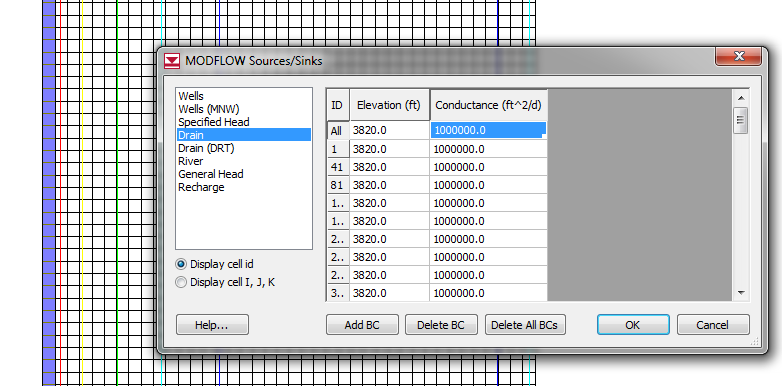 MODFLOW Sources/Sinks
Wells
Wells (MNW)
Specified Head
Drain
Drain (DRT)
River
General Head
Recharge
Display cell id
Display cell I, J, K
ID Elevation (ft) Conductance (ft^2/d)
All 3820.0 1000000.0
1 3820.0 1000000.0
41 3820.0 1000000.0
81 3820.0 1000000.0
1.. 3820.0 1000000.0
1.. 3820.0 1000000.0
2.. 3820.0 1000000.0
2.. 3820.0 1000000.0
2.. 3820.0 1000000.0
3.. 3820.0 1000000.0
Help... Add BC Delete BC Delete All BCs OK Cancel